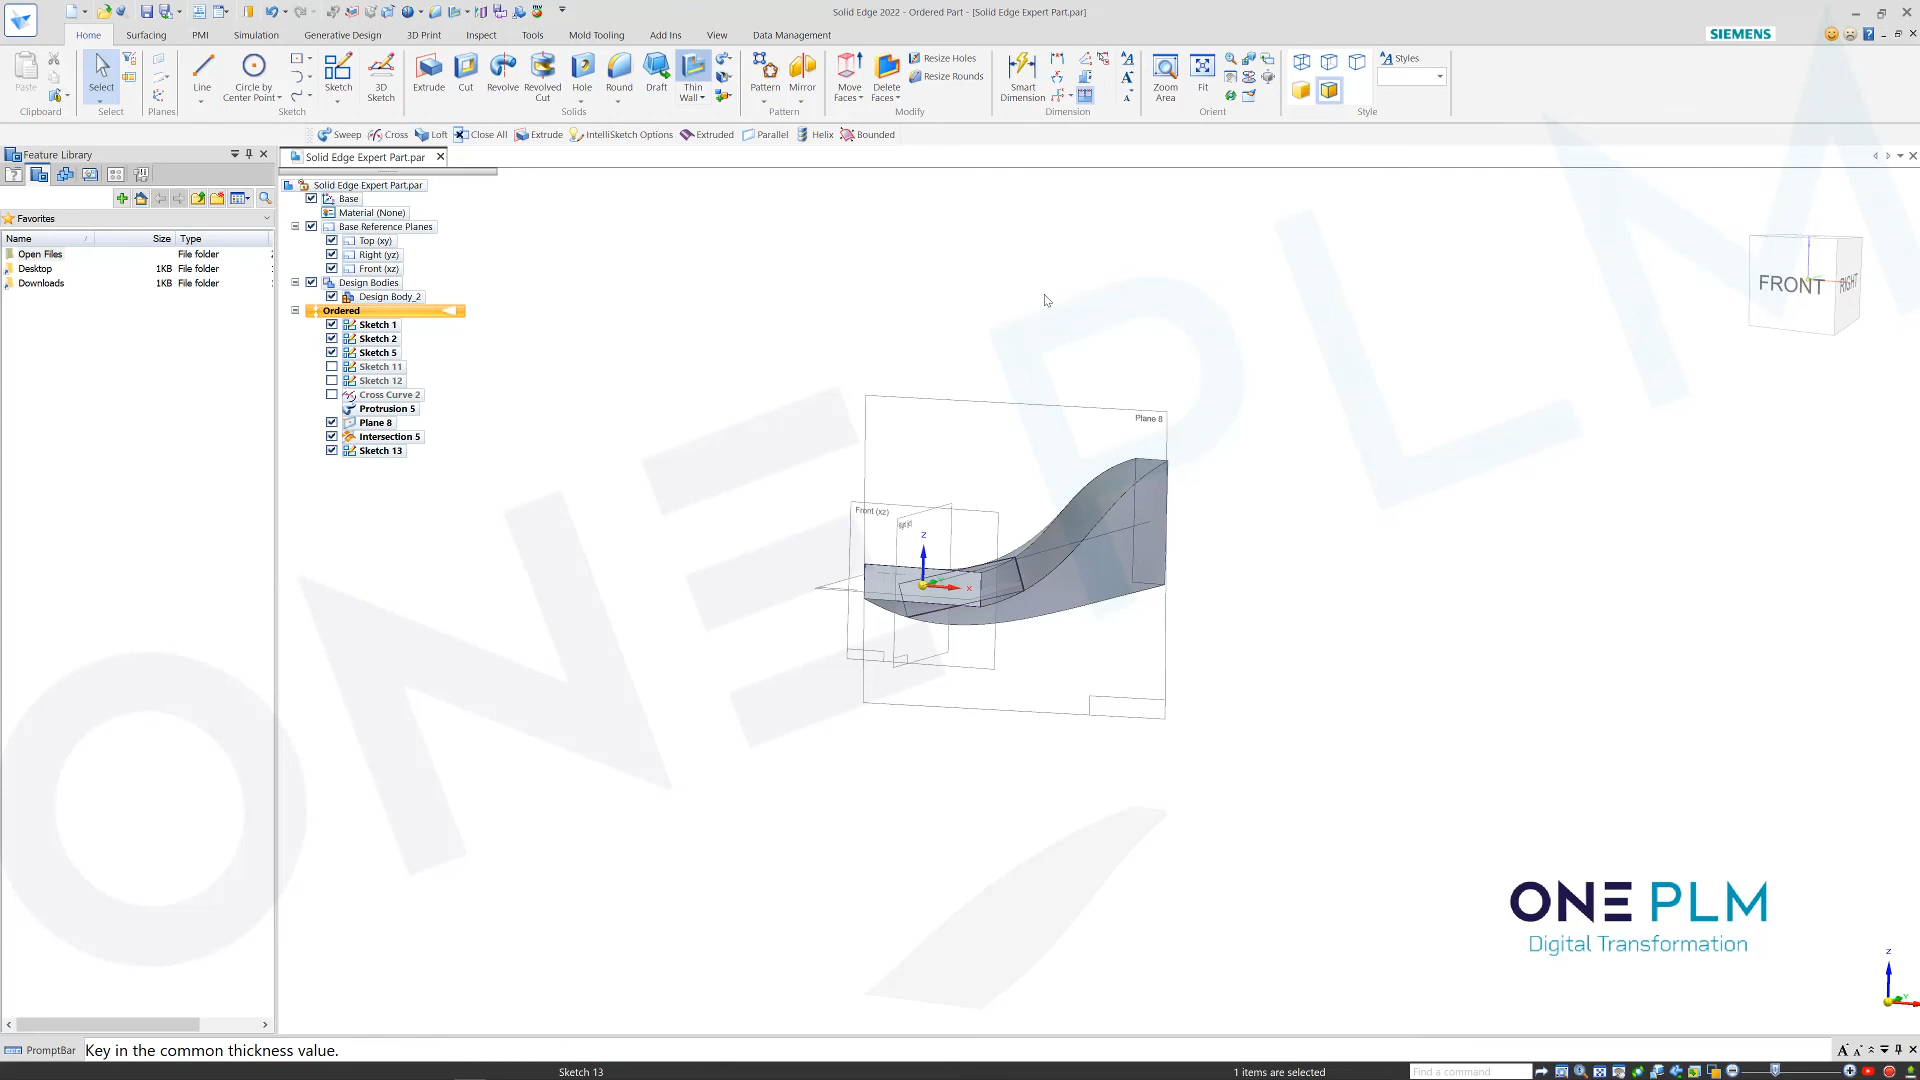 Solid Edge 2022 - Ordered Part - [Solid Edge Expert Part.par]
Home Surfacing PMI Simulation Generative Design 3D Print Inspect Tools Mold Tooling Add Ins View Data Management SIEMENS
Paste
Clipboard
Select
Select
Planes
Line
Circle by Center Point
Sketch
Sketch
3D Sketch
Extrude
Cut
Revolve
Revolved Cut
Hole
Round
Draft
Thin Wall
Solids
Pattern
Mirror
Pattern
Move Faces
Delete Faces
Resize Holes
Resize Rounds
Modify
Smart Dimension
Dimension
Zoom Area
Fit
Orient
Styles
Style
Sweep Cross Loft Close All Extrude IntelliSketch Options Extruded Parallel Helix Bounded
Feature Library
Favorites
Name Size Type
Open Files File folder
Desktop 1KB File folder
Downloads 1KB File folder
Solid Edge Expert Part.par
Solid Edge Expert Part.par
Base
Material (None)
Base Reference Planes
Top (xy)
Right (yz)
Front (xz)
Design Bodies
Design Body_2
Ordered
Sketch 1
Sketch 2
Sketch 5
Sketch 11
Sketch 12
Cross Curve 2
Protrusion 5
Plane 8
Intersection 5
Sketch 13
Plane 8
Front (xz)
Z
X
FRONT
RIGHT
ONE PLM
ONE PLM
Digital Transformation
Z
PromptBar Key in the common thickness value.
Sketch 13 1 items are selected Find a command